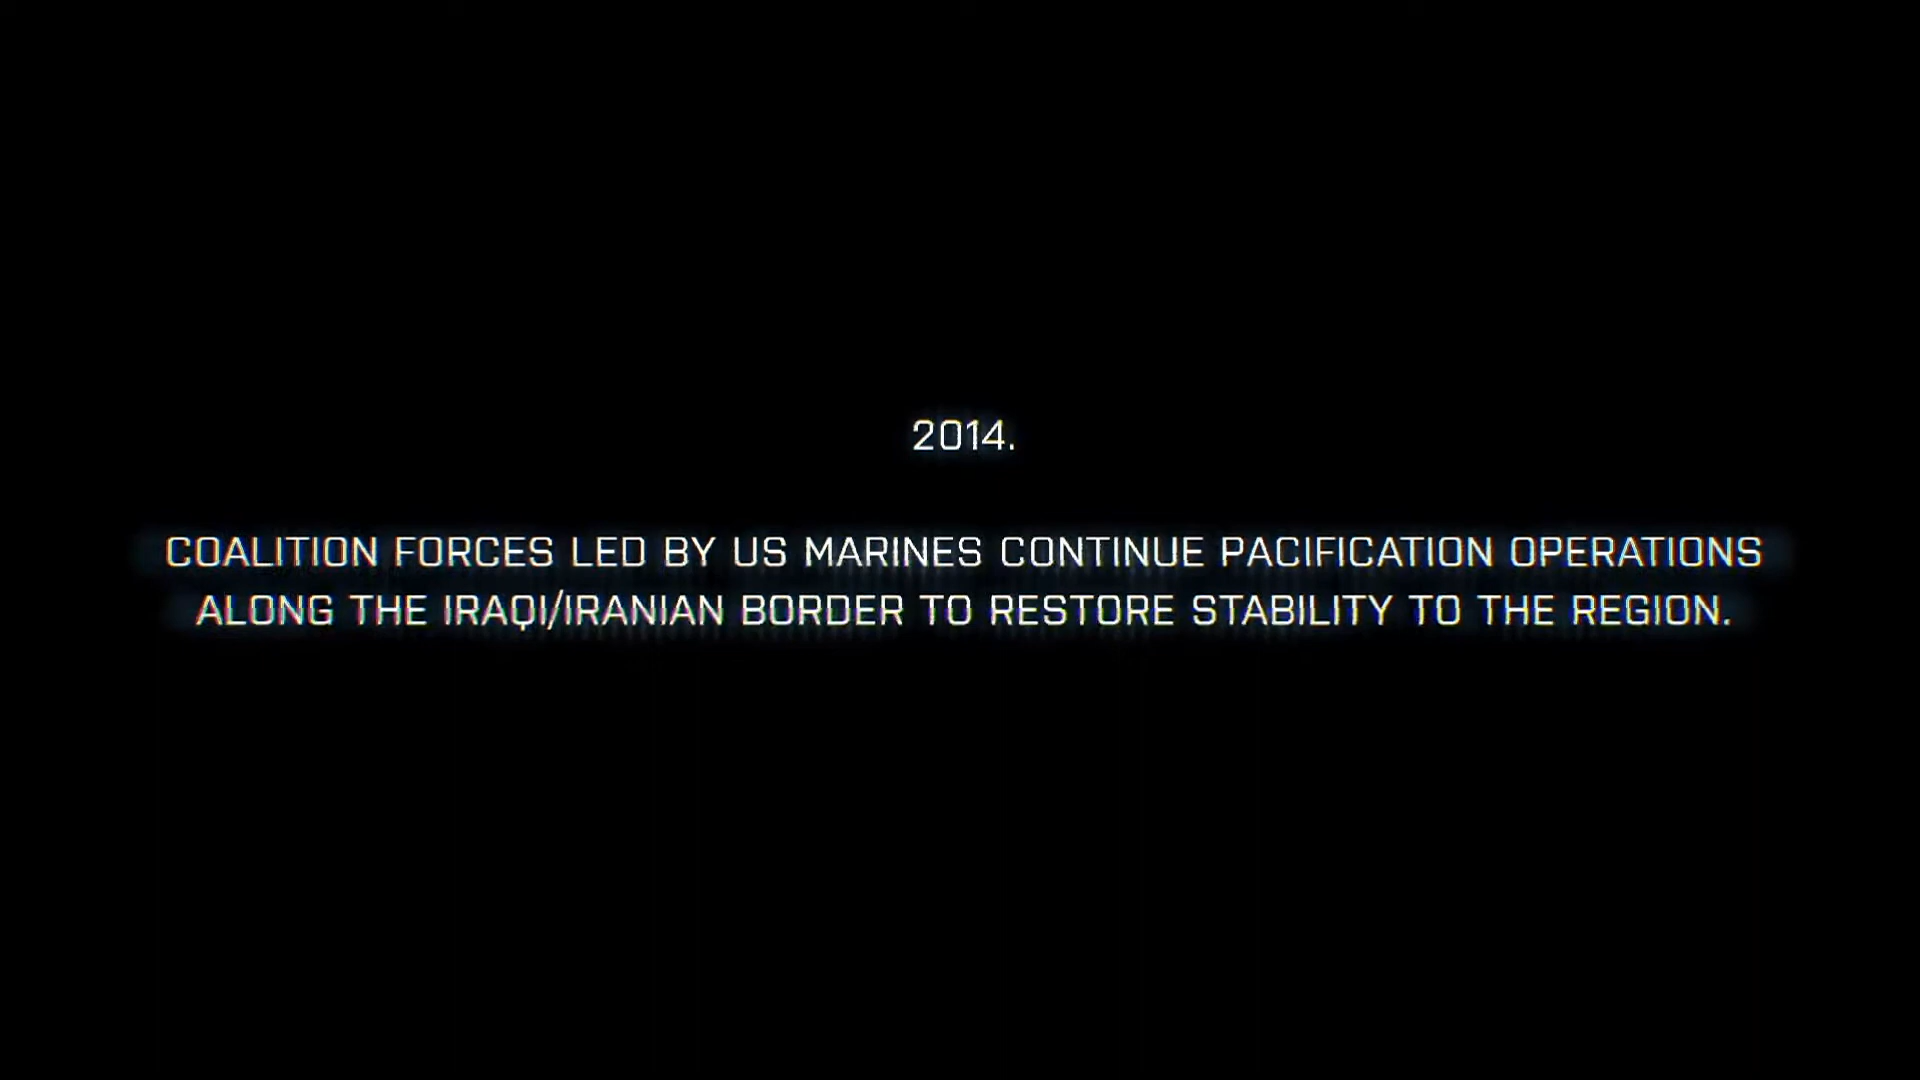 2014.
COALITION FORCES LED BY US MARINES CONTINUE PACIFICATION OPERATIONS
ALONG THE IRAQI/IRANIAN BORDER TO RESTORE STABILITY TO THE REGION.